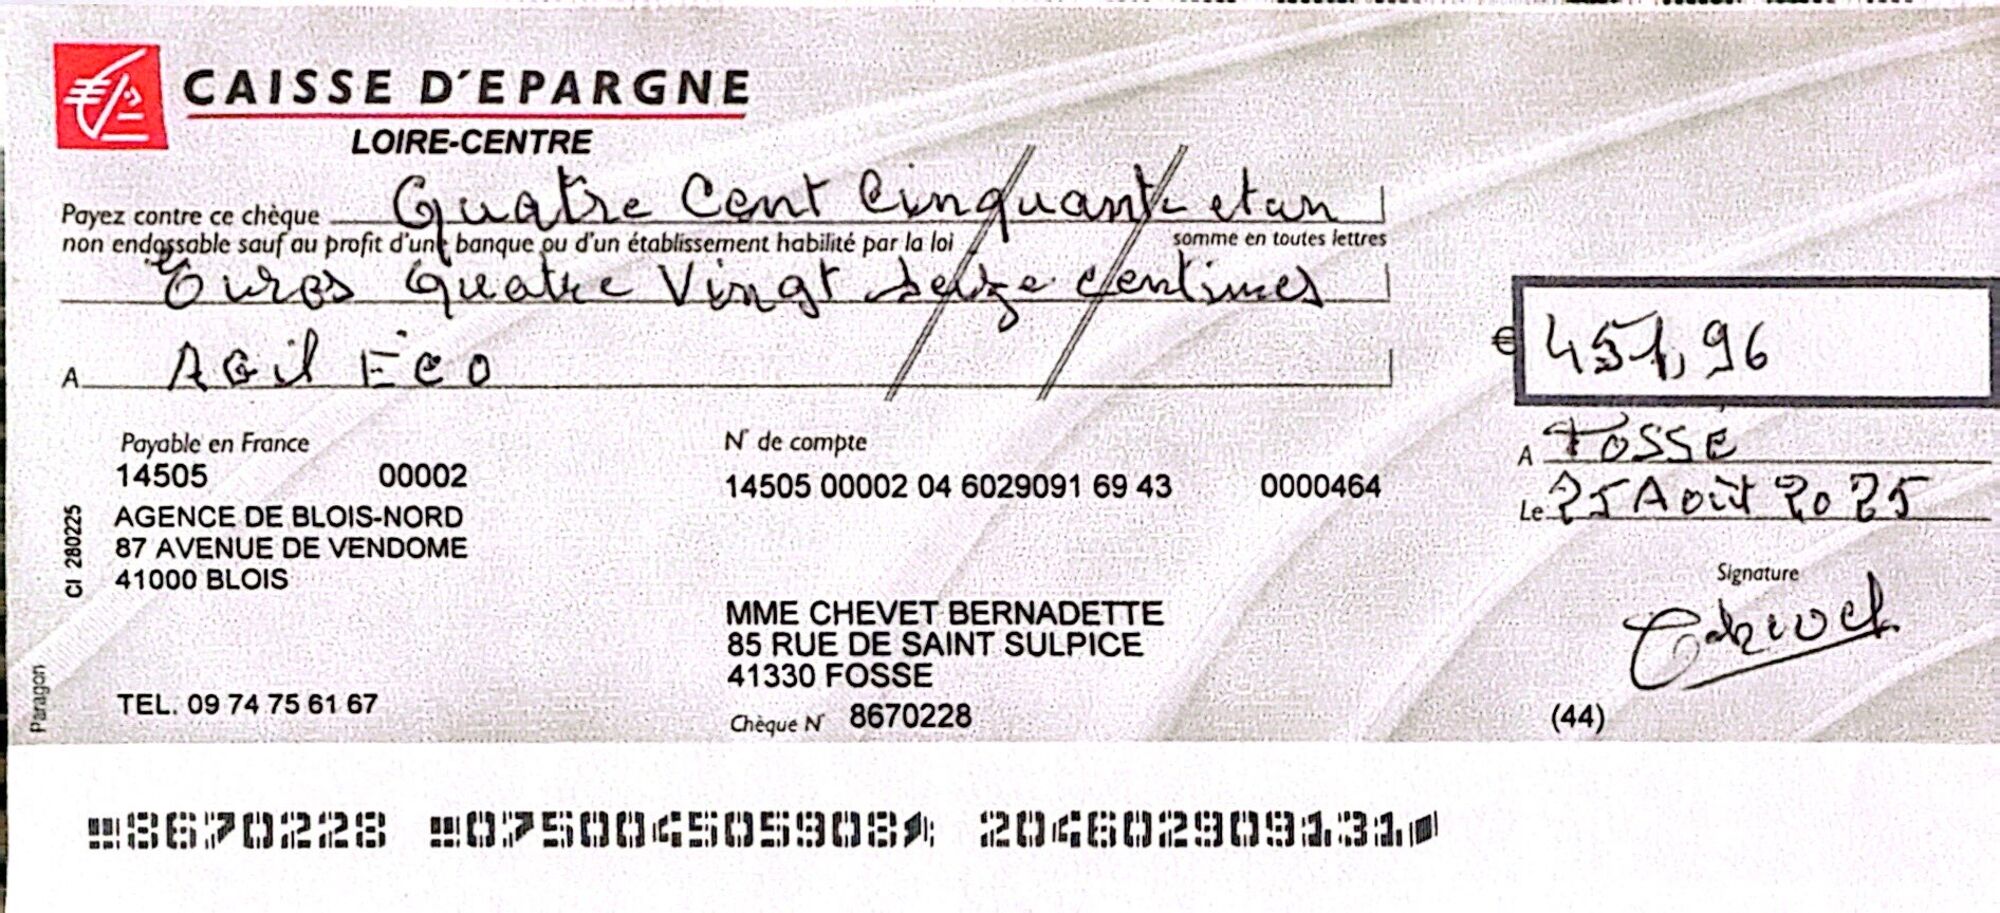 CAISSE D'EPARGNE
LOIRE-CENTRE
Payez contre ce chèque Quatre Cent Cinquante et un
non endossable sauf au profit d'une banque ou d'un établissement habilité par la loi somme en toutes lettres
Euros Quatre Vingt seize centimes
€ 451,96
A AGil ECO
A FOSSE
Le 25 Août 2025
Payable en France
14505 00002
AGENCE DE BLOIS-NORD
87 AVENUE DE VENDOME
41000 BLOIS
TEL. 09 74 75 61 67
CI 280225
Paragon
N° de compte
14505 00002 04 6029091 69 43 0000464
MME CHEVET BERNADETTE
85 RUE DE SAINT SULPICE
41330 FOSSE
Chèque N° 8670228
Signature
(44)
8670228 075004505908 204602909131